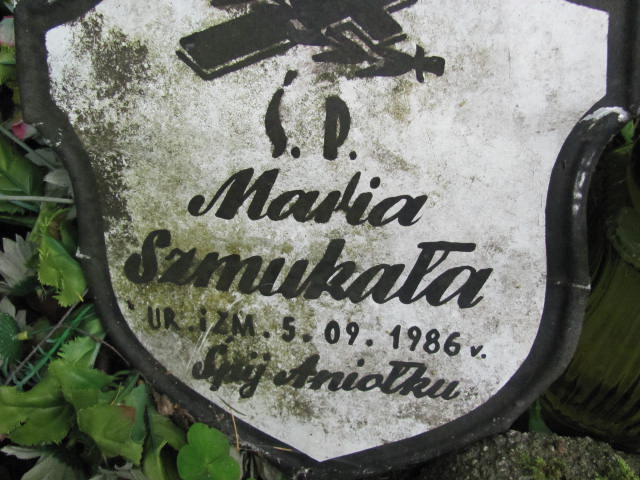 Ś. P.
Maria
Szmukała
UR. i ZM. 5. 09. 1986 r.
Śpij Aniołku